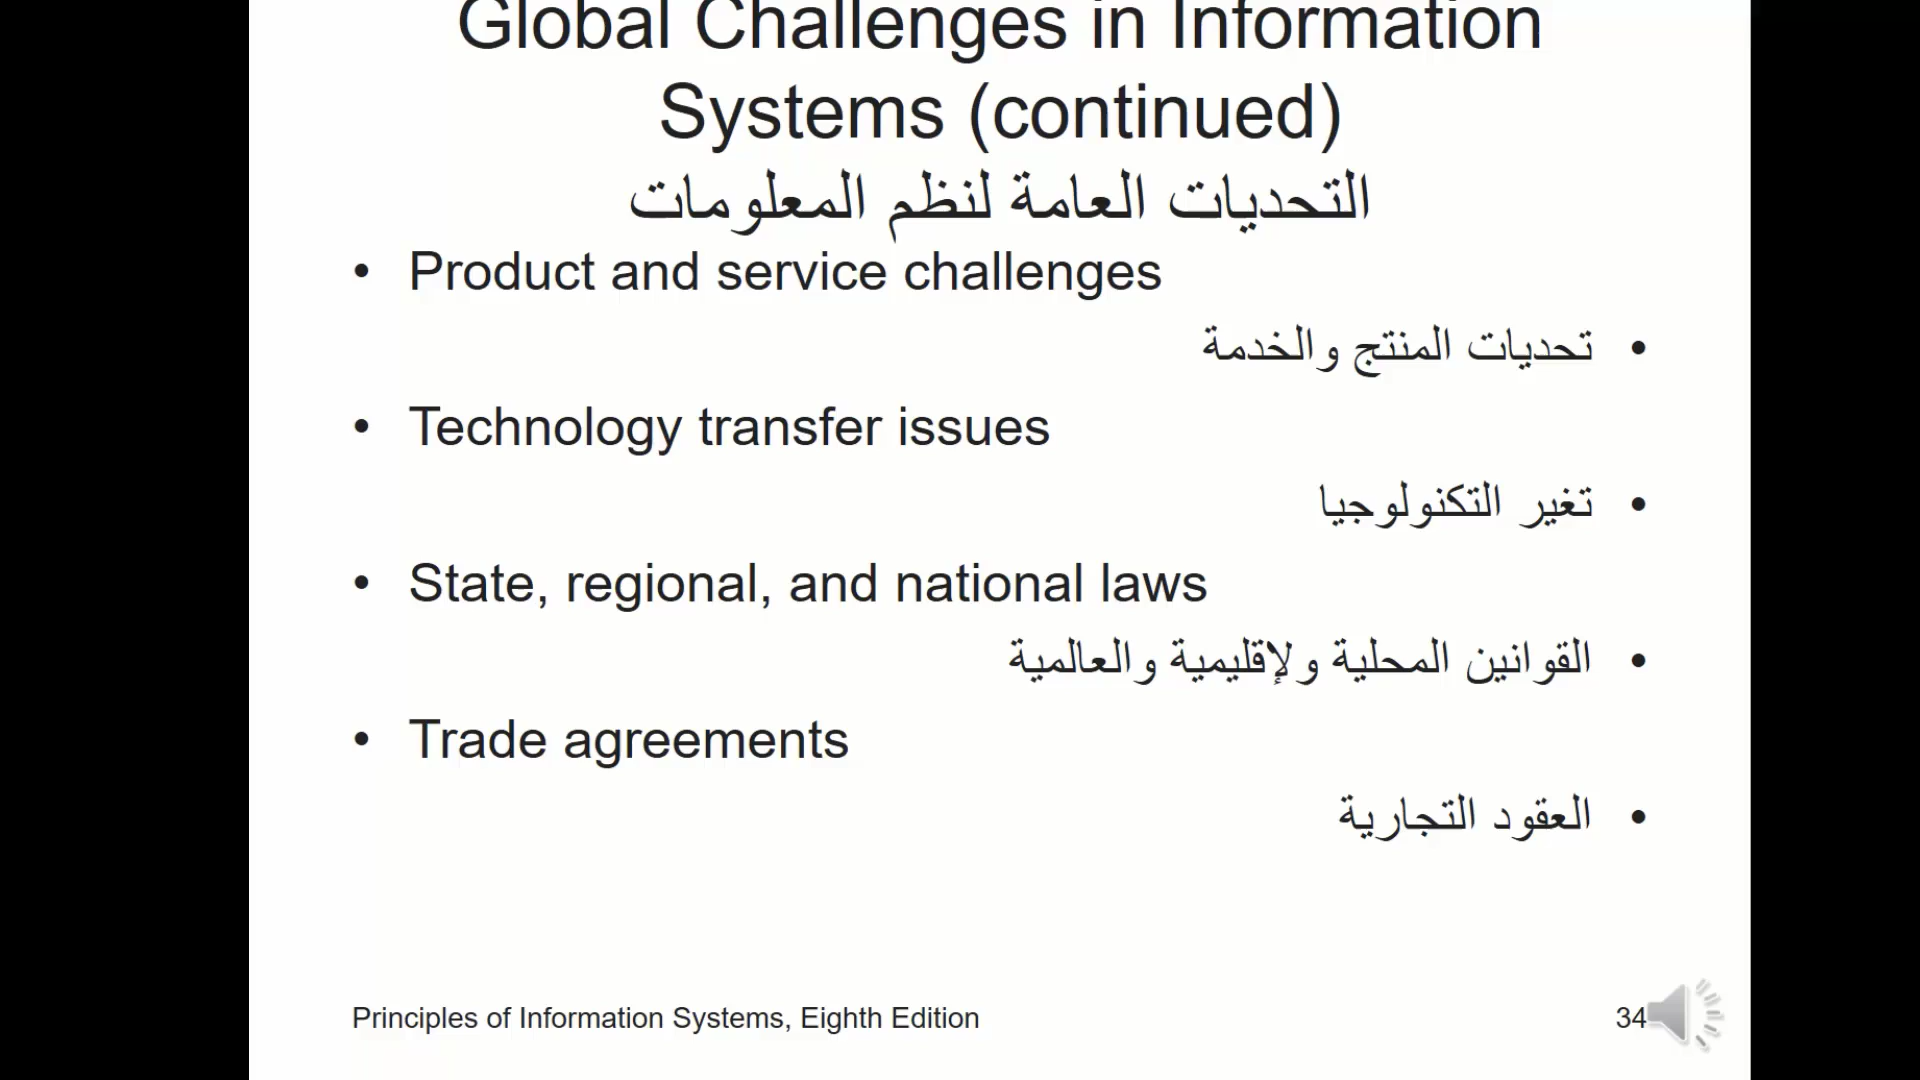 Global Challenges in Information
Systems (continued)
التحديات العامة لنظم المعلومات
• Product and service challenges
• تحديات المنتج والخدمة
• Technology transfer issues
• تغير التكنولوجيا
• State, regional, and national laws
• القوانين المحلية ولإقليمية والعالمية
• Trade agreements
• العقود التجارية
Principles of Information Systems, Eighth Edition
34